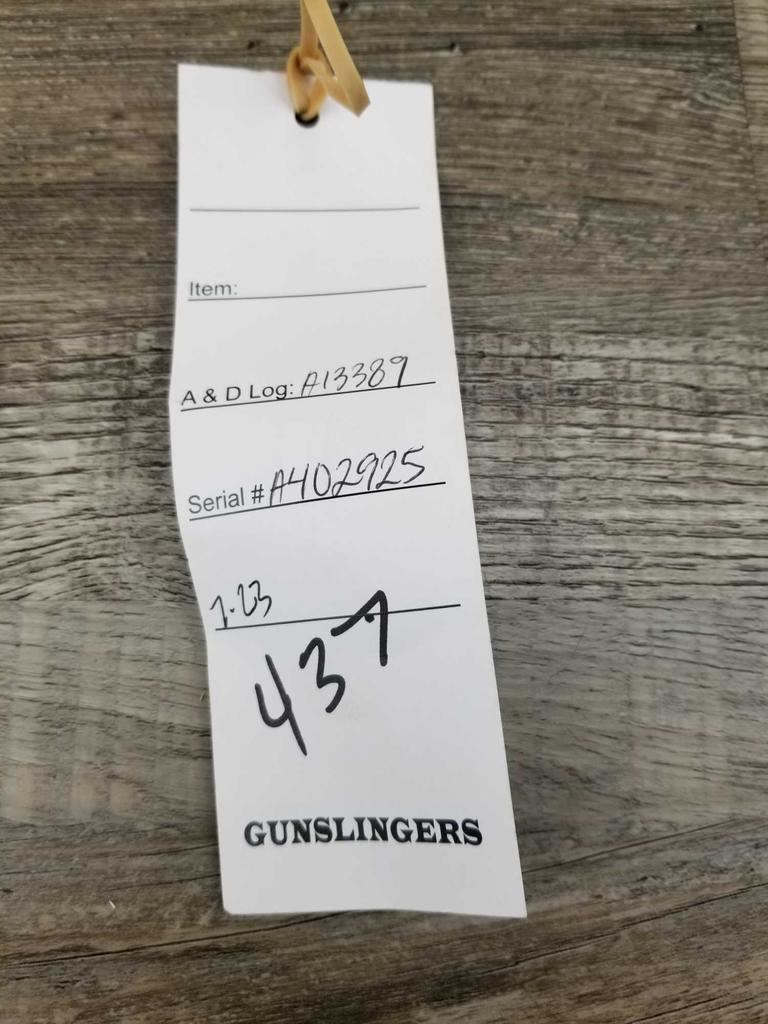 Item:
A & D Log: A13389
Serial # A402925
7-23
437
GUNSLINGERS